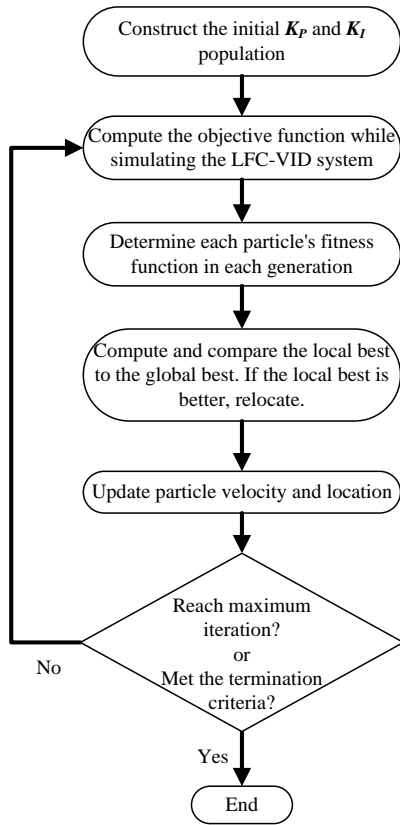 Construct the initial K_P and K_I
population
Compute the objective function while
simulating the LFC-VID system
Determine each particle's fitness
function in each generation
Compute and compare the local best
to the global best. If the local best is
better, relocate.
Update particle velocity and location
Reach maximum
iteration?
or
Met the termination
criteria?
No
Yes
End